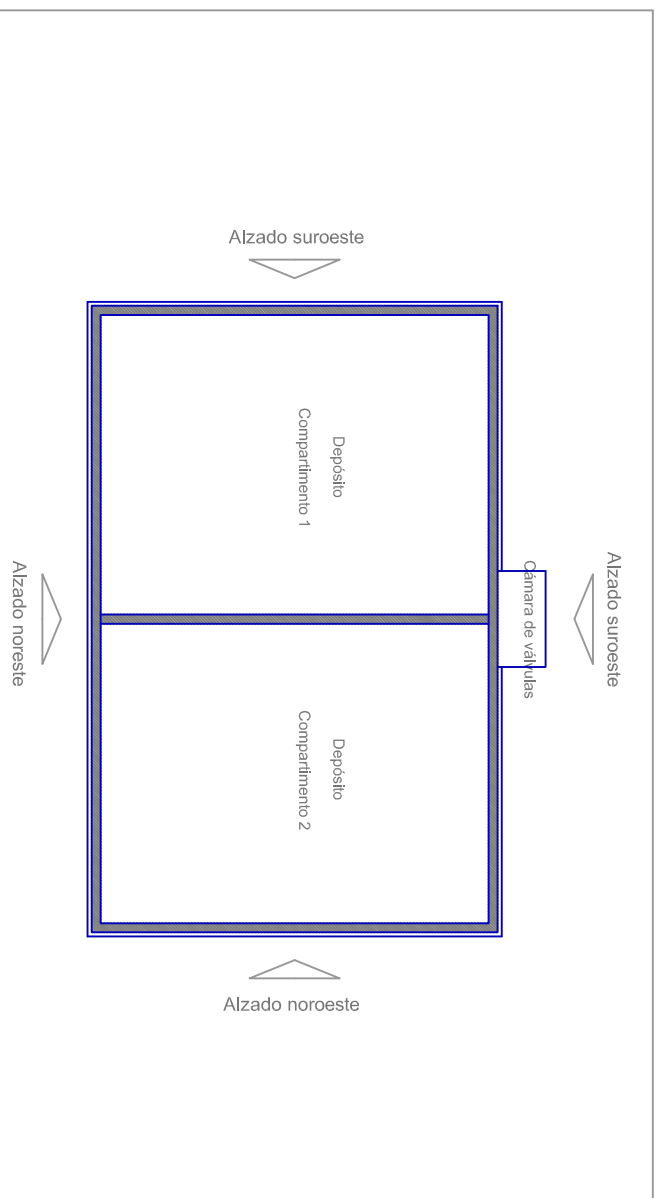 Alzado suroeste
Depósito
Compartimento 1
Cámara de válvulas
Alzado suroeste
Alzado noreste
Depósito
Compartimento 2
Alzado noroeste